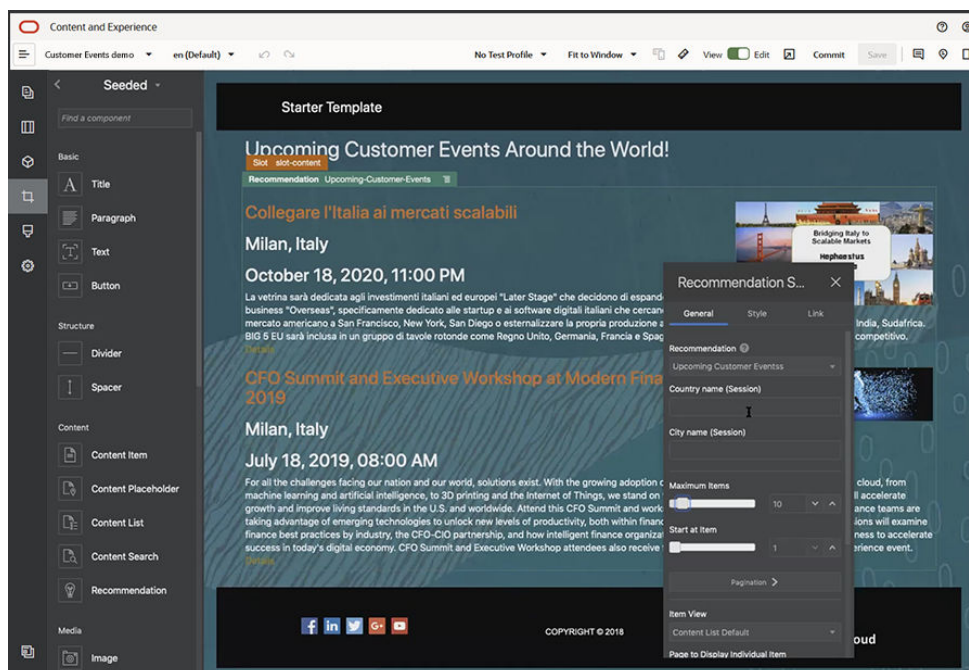 Content and Experience
Customer Events demo
en (Default)
No Test Profile
Fit to Window
View
Edit
Commit
Save
Seeded
Find a component
Basic
Title
Paragraph
Text
Button
Structure
Divider
Spacer
Content
Content Item
Content Placeholder
Content List
Content Search
Recommendation
Media
Image
Starter Template
Upcoming Customer Events Around the World!
Slot slot-content
Recommendation Upcoming-Customer-Events
Collegare l'Italia ai mercati scalabili
Milan, Italy
October 18, 2020, 11:00 PM
La vetrina sarà dedicata agli investimenti italiani ed europei "Later Stage" che decidono di espand
business "Overseas", specificamente dedicato alle startup e ai software digitali italiani che cercano
mercato americano a San Francisco, New York, San Diego o esternalizzare la propria produzione a India, Sudafrica.
BIG 5 EU sarà inclusa in un gruppo di tavole rotonde come Regno Unito, Germania, Francia e Spag competitivo.
Details
Bridging Italy to
Scalable Markets
Hephaestus
CFO Summit and Executive Workshop at Modern Fina
2019
Milan, Italy
July 18, 2019, 08:00 AM
For all the challenges facing our nation and our world, solutions exist. With the growing adoption o cloud, from
machine learning and artificial intelligence, to 3D printing and the Internet of Things, we stand on ll accelerate
growth and improve living standards in the U.S. and worldwide. Attend this CFO Summit and work ance teams are
taking advantage of emerging technologies to unlock new levels of productivity, both within financ ions will examine
finance best practices by industry, the CFO-CIO partnership, and how intelligent finance organizat ness to accelerate
success in today's digital economy. CFO Summit and Executive Workshop attendees also receive erience event.
Details
Recommendation S...
General
Style
Link
Recommendation
Upcoming Customer Eventss
Country name (Session)
City name (Session)
Maximum Items
10
Start at Item
1
Pagination
Item View
Content List Default
Page to Display Individual Item
COPYRIGHT © 2018
oud